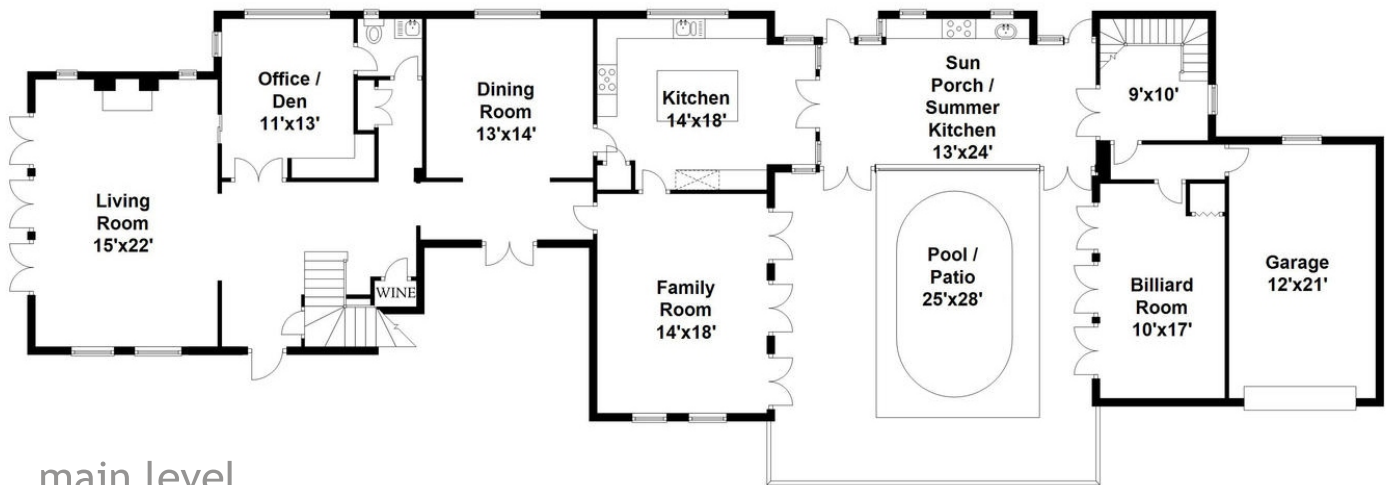 Office /
Den
11'x13'
Dining
Room
13'x14'
Kitchen
14'x18'
Sun
Porch /
Summer
Kitchen
13'x24'
9'x10'
Living
Room
15'x22'
WINE
Family
Room
14'x18'
Pool /
Patio
25'x28'
Billiard
Room
10'x17'
Garage
12'x21'
main level